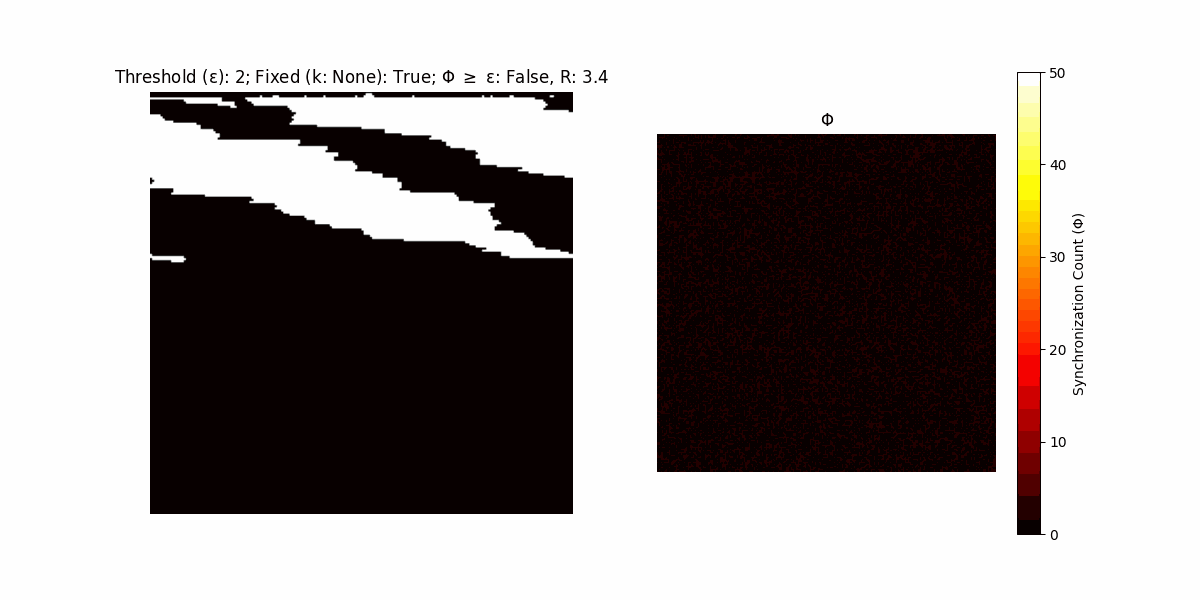 Threshold (ε): 2; Fixed (k: None): True; Φ ≥ ε: False, R: 3.4
Φ
50
40
30
20
10
0
Synchronization Count (Φ)